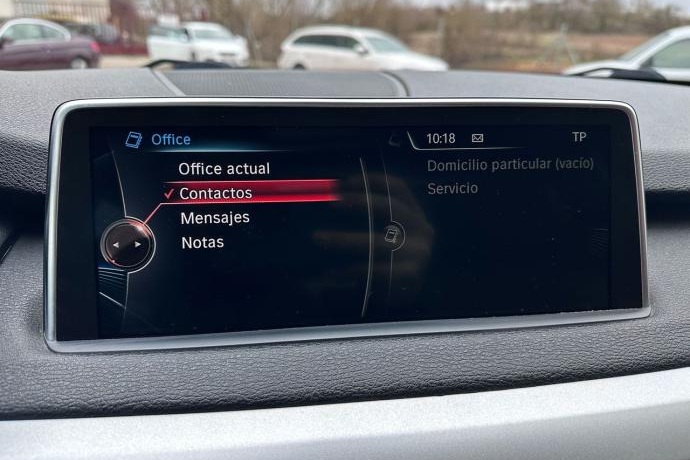 Office
10:18
TP
Office actual
Contactos
Mensajes
Notas
Domicilio particular (vacío)
Servicio